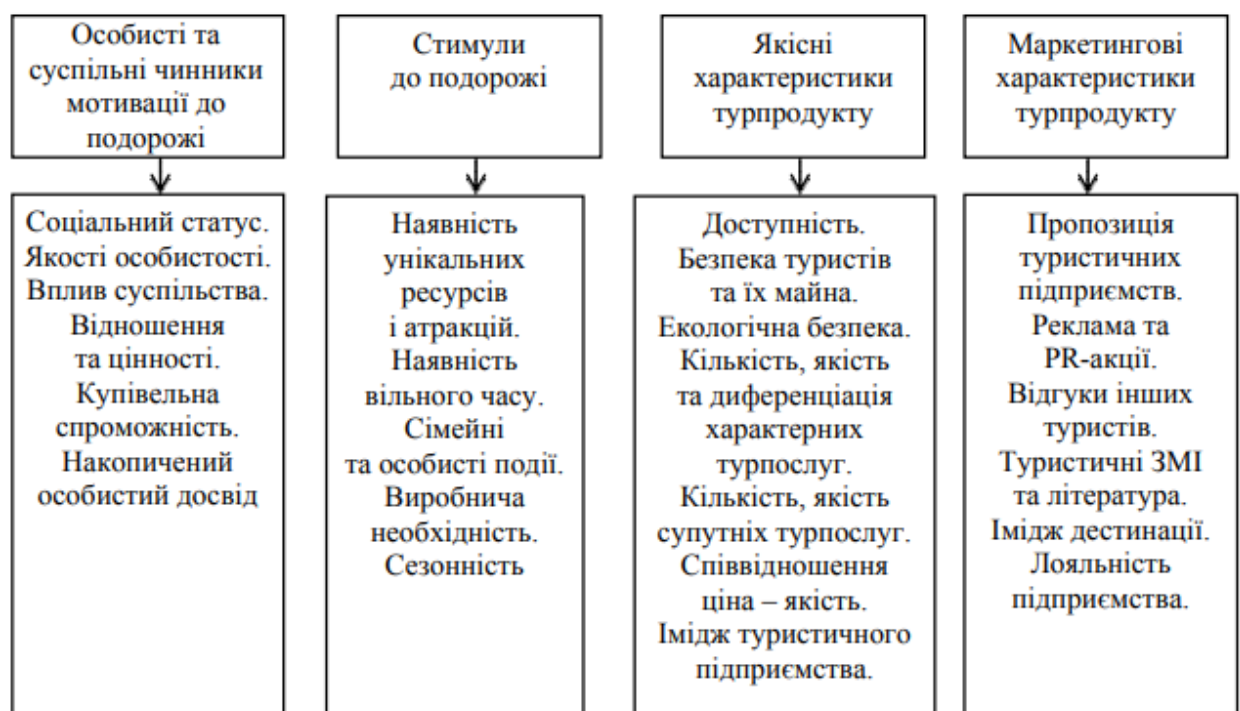 Особисті та
суспільні чинники
мотивації до
подорожі
Соціальний статус.
Якості особистості.
Вплив суспільства.
Відношення
та цінності.
Купівельна
спроможність.
Накопичений
особистий досвід
Стимули
до подорожі
Наявність
унікальних
ресурсів
і атракцій.
Наявність
вільного часу.
Сімейні
та особисті події.
Виробнича
необхідність.
Сезонність
Якісні
характеристики
турпродукту
Доступність.
Безпека туристів
та їх майна.
Екологічна безпека.
Кількість, якість
та диференціація
характерних
турпослуг.
Кількість, якість
супутніх турпослуг.
Співвідношення
ціна – якість.
Імідж туристичного
підприємства.
Маркетингові
характеристики
турпродукту
Пропозиція
туристичних
підприємств.
Реклама та
PR-акції.
Відгуки інших
туристів.
Туристичні ЗМІ
та література.
Імідж дестинації.
Лояльність
підприємства.